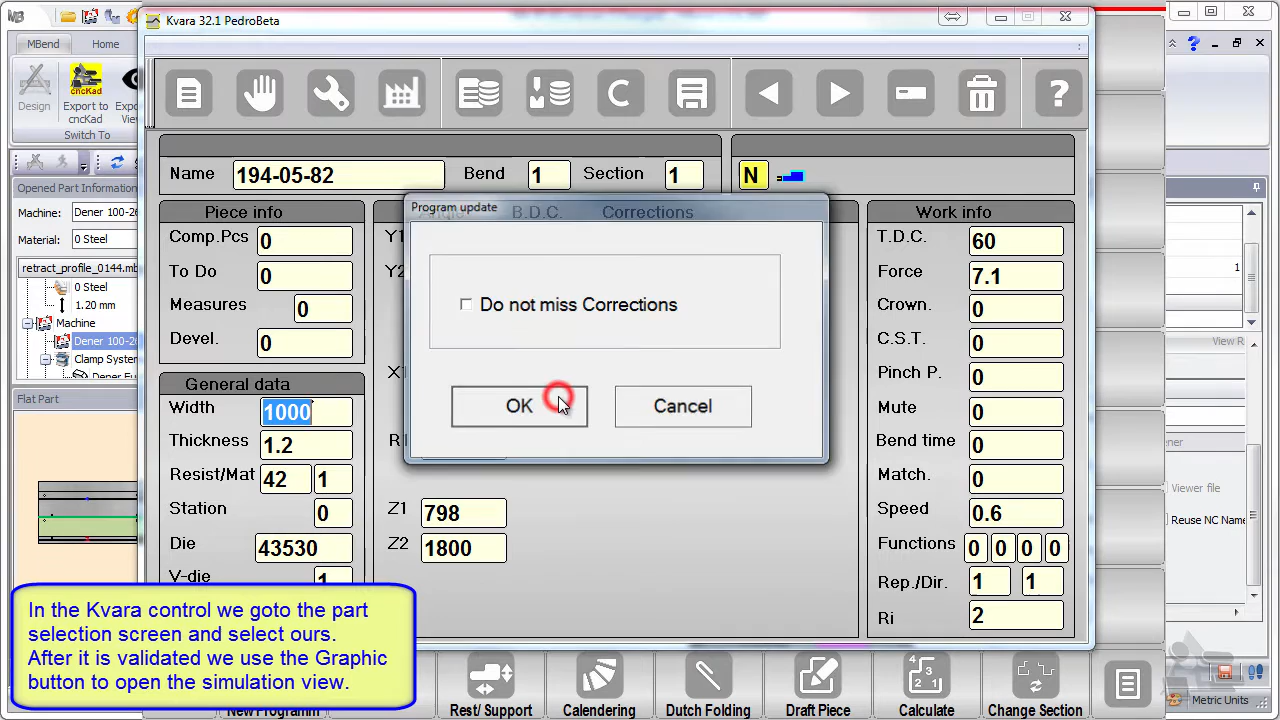 Kvara 32.1 PedroBeta
MBend
Home
Design
Export to
cncKad
Switch To
Opened Part Information
Machine:
Dener 100-26
Material:
0 Steel
retract_profile_0144.mb
0 Steel
1.20 mm
Machine
Dener 100-26
Clamp System
Flat Part
C
?
Name
194-05-82
Bend
1
Section
1
N
Piece info
Comp.Pcs
0
To Do
0
Measures
0
Devel.
0
General data
Width
1000
Thickness
1.2
Resist/Mat
42
1
Station
0
Die
43530
V-die
1
B.D.C.
Corrections
Z1
798
Z2
1800
Program update
Do not miss Corrections
OK
Cancel
Work info
T.D.C.
60
Force
7.1
Crown.
0
C.S.T.
0
Pinch P.
0
Mute
0
Bend time
0
Match.
0
Speed
0.6
Functions
0
0
0
0
Rep./Dir.
1
1
Ri
2
1
Viewer file
Reuse NC Name
In the Kvara control we goto the part
selection screen and select ours.
After it is validated we use the Graphic
button to open the simulation view.
New Programm
Rest Support
Calendering
Dutch Folding
Draft Piece
Calculate
Change Section
Metric Units